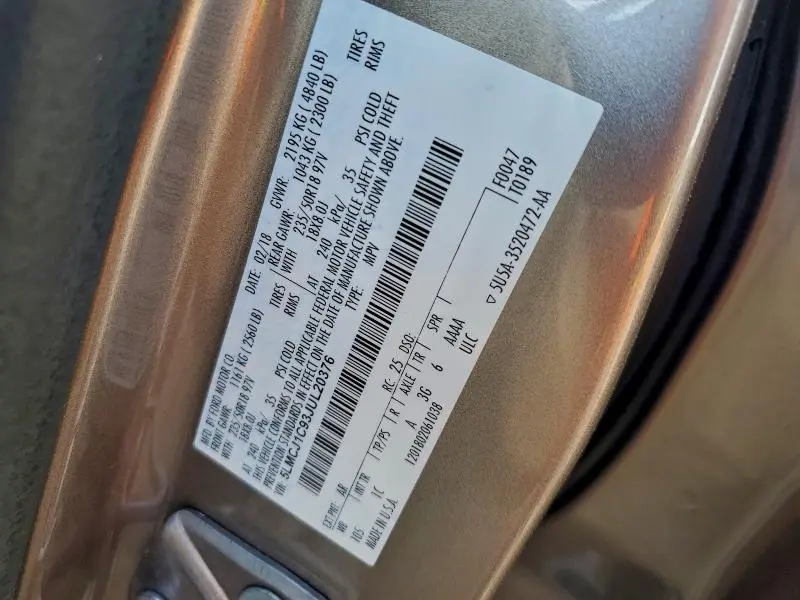 MFD. BY FORD MOTOR CO.
DATE: 02/18 GVWR: 2195 KG ( 4840 LB)
FRONT GAWR: 1161 KG ( 2560 LB) REAR GAWR: 1043 KG ( 2300 LB)
WITH 235/50R18 97V TIRES WITH 235/50R18 97V TIRES
18X8.0J RIMS 18X8.0J RIMS
AT 240 kPa/ 35 PSI COLD AT 240 kPa/ 35 PSI COLD
THIS VEHICLE CONFORMS TO ALL APPLICABLE FEDERAL MOTOR VEHICLE SAFETY AND THEFT
PREVENTION STANDARDS IN EFFECT ON THE DATE OF MANUFACTURE SHOWN ABOVE.
VIN: 5LMCJ1C93JUL20376 TYPE: MPV
F0047
T0189
EXT PNT: AR RC: 25 DSO:
WB INT TR TP/PS R AXLE TR SPR
105 1C A 3G 6 AAAA
MADE IN U.S.A. 1201802061038 ULC
▽ 5U5A-3520472-AA